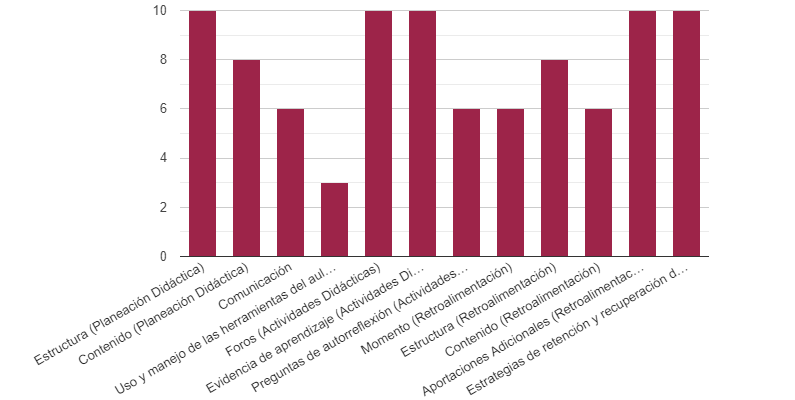 10
8
6
4
2
0
Estructura (Planeación Didáctica)
Contenido (Planeación Didáctica)
Comunicación
Uso y manejo de las herramientas del aul…
Foros (Actividades Didácticas)
Evidencia de aprendizaje (Actividades Di…
Preguntas de autorreflexión (Actividades…
Momento (Retroalimentación)
Estructura (Retroalimentación)
Contenido (Retroalimentación)
Aportaciones Adicionales (Retroalimentac…
Estrategias de retención y recuperación d…